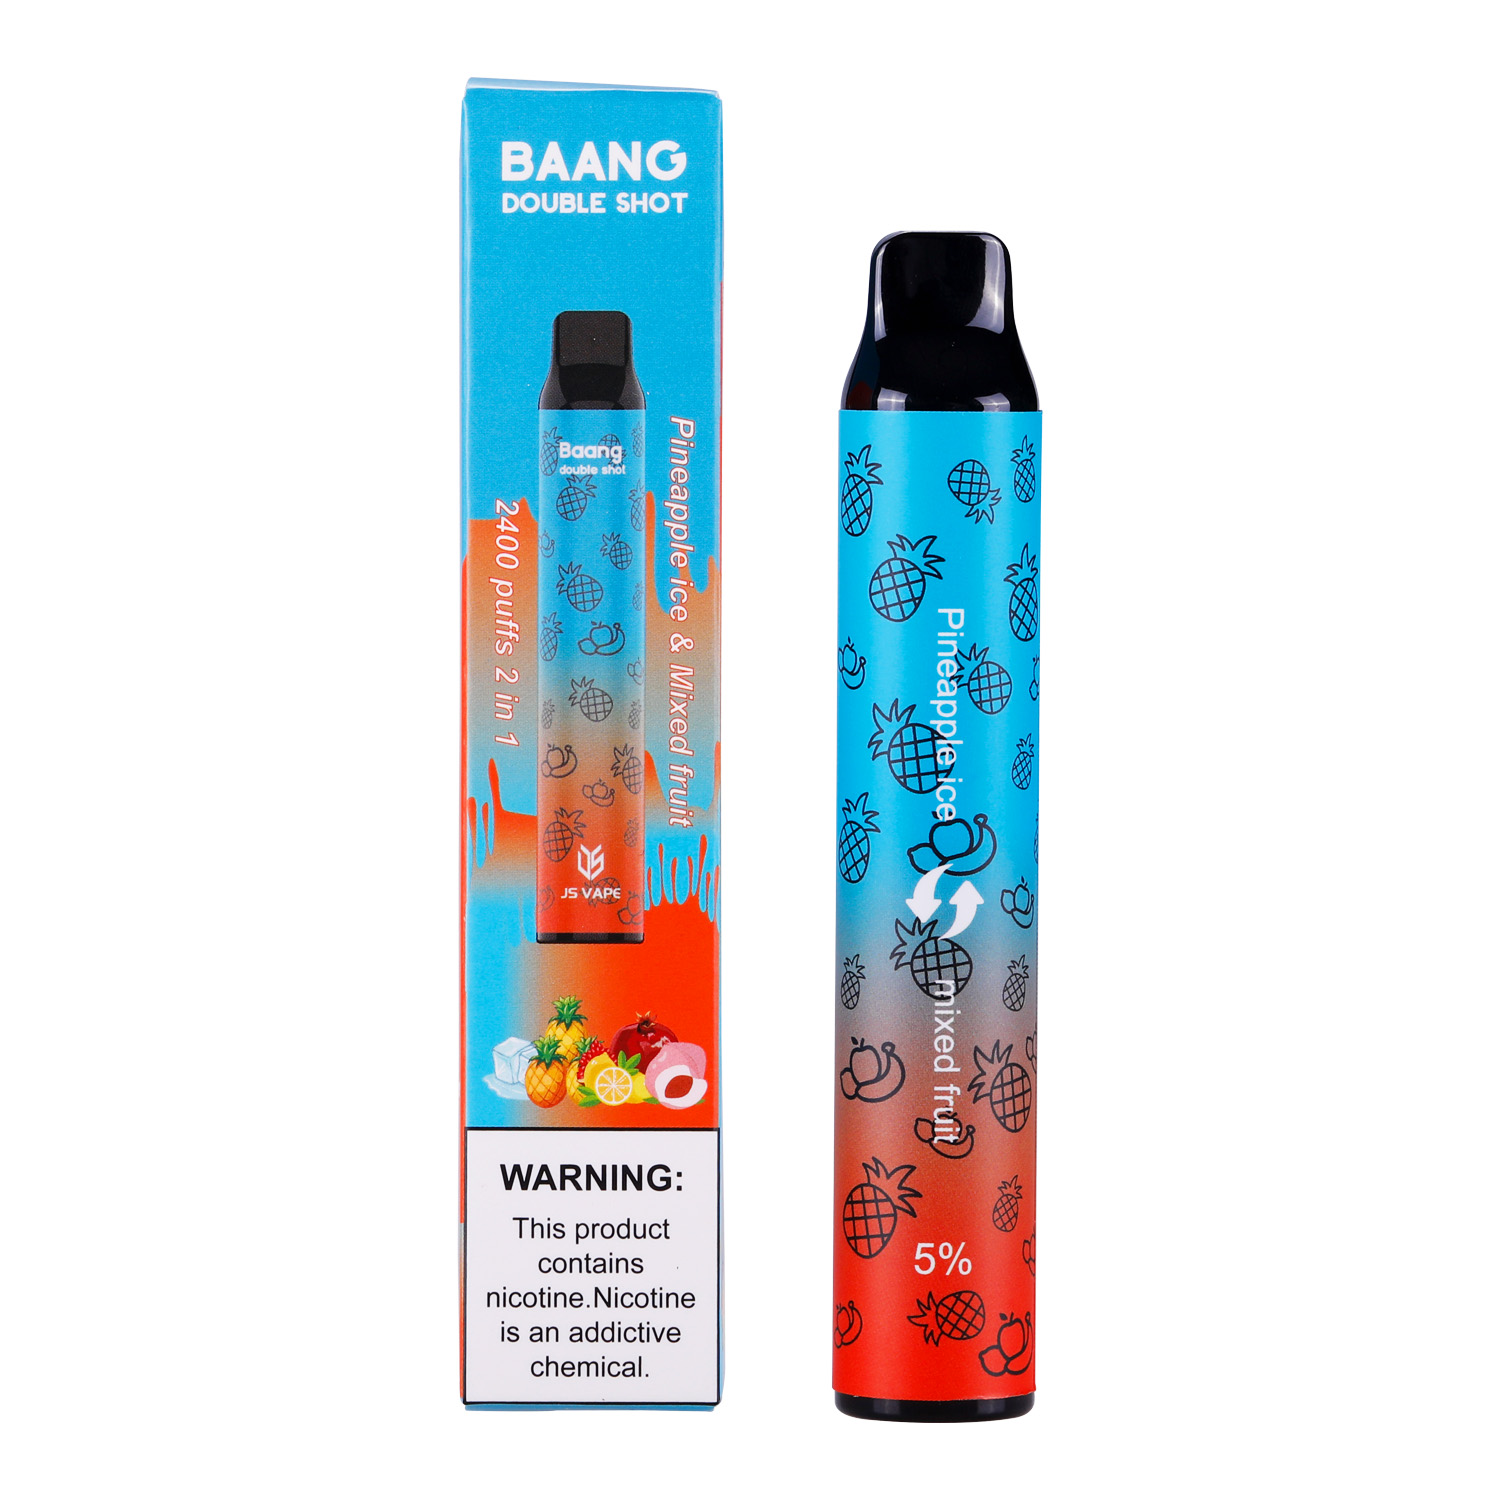 BAANG
DOUBLE SHOT
Baang
double shot
Pineapple ice & Mixed fruit
2400 puffs 2 in 1
JS VAPE
WARNING:
This product
contains
nicotine.Nicotine
is an addictive
chemical.
Pineapple ice
mixed fruit
5%